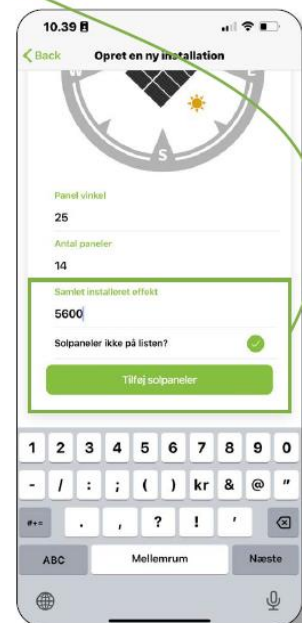 10.39
Back
Opret en ny installation
S
Panel vinkel
25
Antal paneler
14
Samlet installeret effekt
5600
Solpaneler ikke på listen?
Tilføj solpaneler
1 2 3 4 5 6 7 8 9 0
- / : ; ( ) kr & @ "
#+= . , ? ! '
ABC Mellemrum Næste